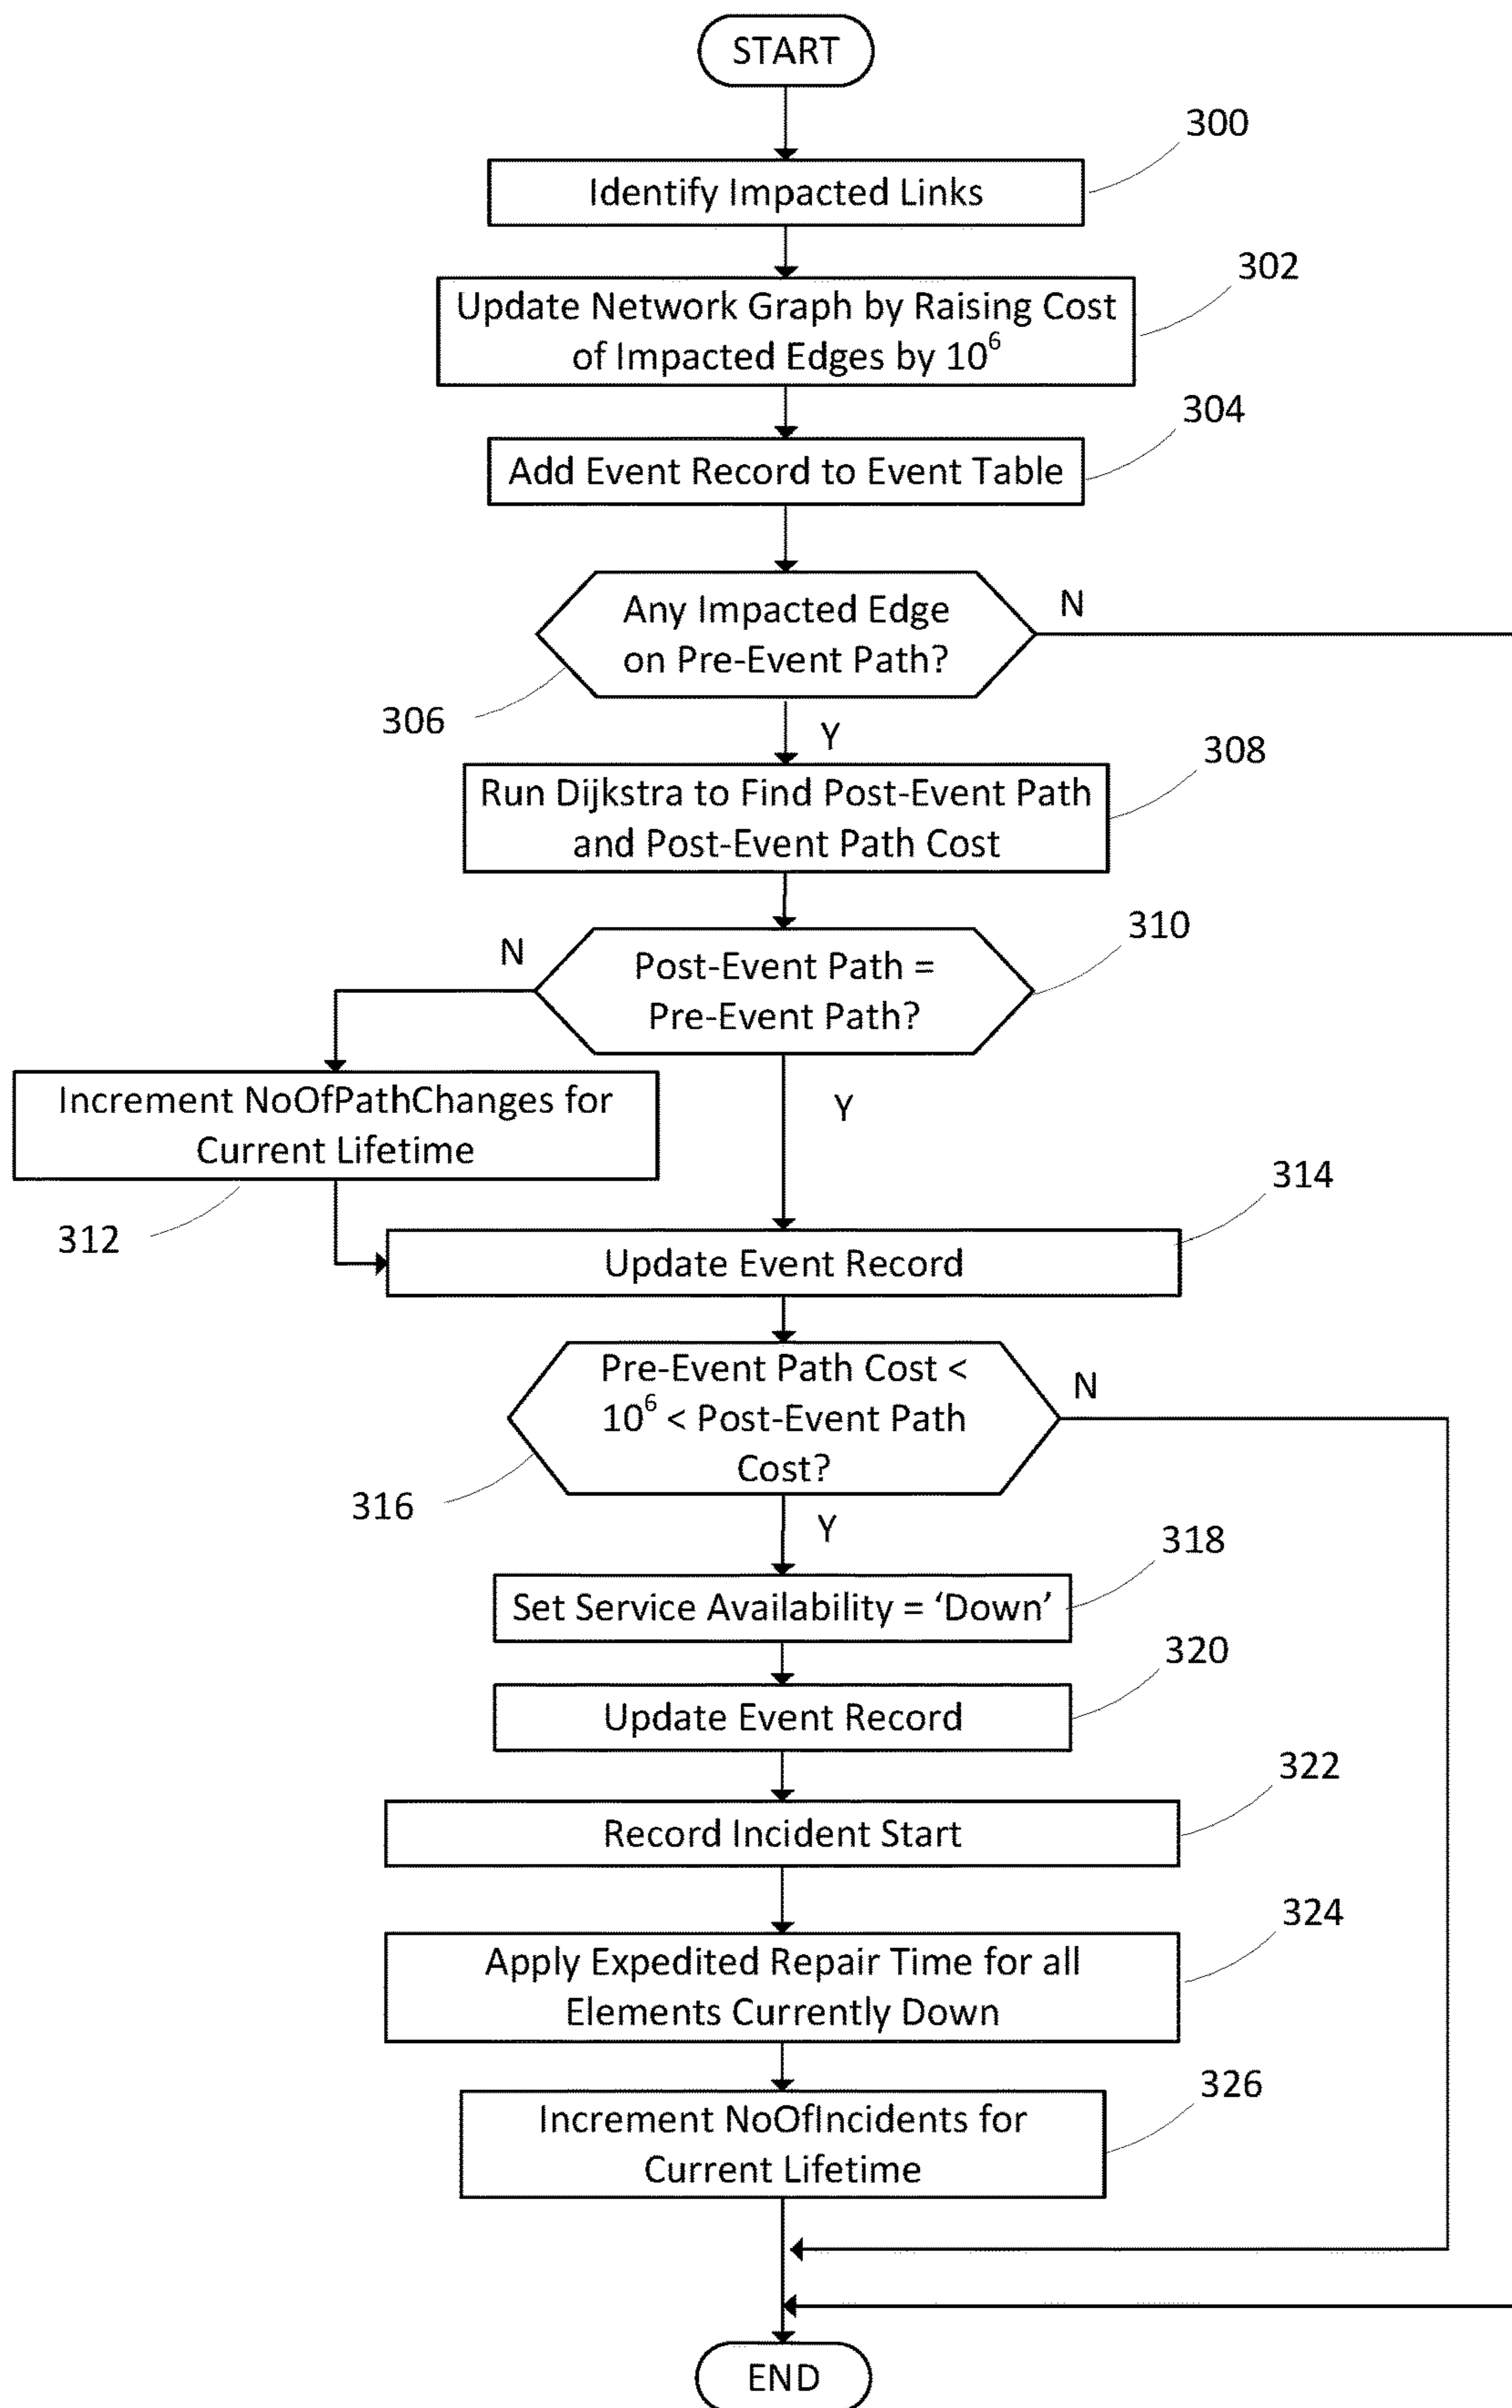 START
300
Identify Impacted Links
302
Update Network Graph by Raising Cost
of Impacted Edges by 10⁶
304
Add Event Record to Event Table
Any Impacted Edge
on Pre-Event Path?
N
306
Y
308
Run Dijkstra to Find Post-Event Path
and Post-Event Path Cost
310
N
Post-Event Path =
Pre-Event Path?
Increment NoOfPathChanges for
Current Lifetime
Y
312
314
Update Event Record
Pre-Event Path Cost <
10⁶ < Post-Event Path
Cost?
N
316
Y
318
Set Service Availability = ‘Down’
320
Update Event Record
322
Record Incident Start
324
Apply Expedited Repair Time for all
Elements Currently Down
326
Increment NoOfIncidents for
Current Lifetime
END